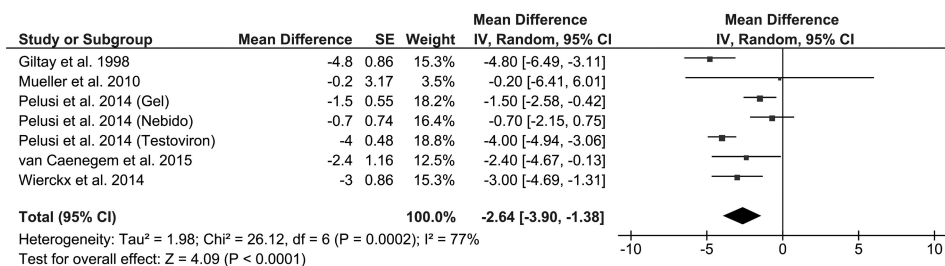 Mean Difference Mean Difference
Study or Subgroup Mean Difference SE Weight IV, Random, 95% CI IV, Random, 95% CI
Giltay et al. 1998 -4.8 0.86 15.3% -4.80 [-6.49, -3.11]
Mueller et al. 2010 -0.2 3.17 3.5% -0.20 [-6.41, 6.01]
Pelusi et al. 2014 (Gel) -1.5 0.55 18.2% -1.50 [-2.58, -0.42]
Pelusi et al. 2014 (Nebido) -0.7 0.74 16.4% -0.70 [-2.15, 0.75]
Pelusi et al. 2014 (Testoviron) -4 0.48 18.8% -4.00 [-4.94, -3.06]
van Caenegem et al. 2015 -2.4 1.16 12.5% -2.40 [-4.67, -0.13]
Wierckx et al. 2014 -3 0.86 15.3% -3.00 [-4.69, -1.31]
Total (95% CI) 100.0% -2.64 [-3.90, -1.38]
Heterogeneity: Tau² = 1.98; Chi² = 26.12, df = 6 (P = 0.0002); I² = 77%
Test for overall effect: Z = 4.09 (P < 0.0001)
-10 -5 0 5 10